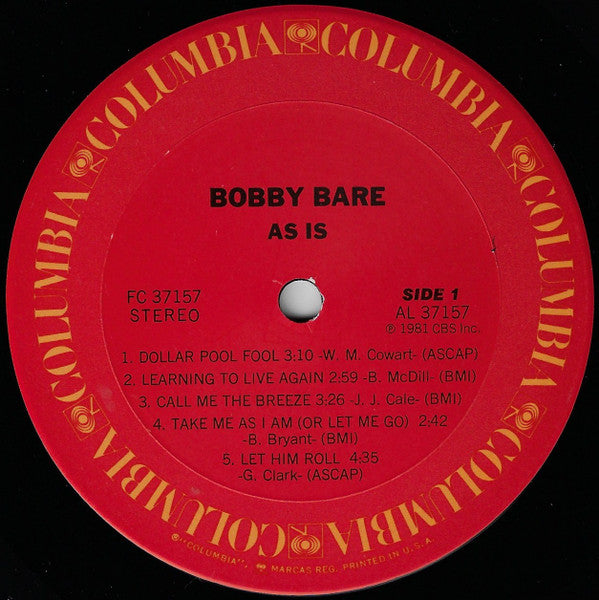 COLUMBIA COLUMBIA COLUMBIA COLUMBIA COLUMBIA COLUMBIA
BOBBY BARE
AS IS
FC 37157
STEREO
SIDE 1
AL 37157
℗ 1981 CBS Inc.
1. DOLLAR POOL FOOL 3:10 -W. M. Cowart- (ASCAP)
2. LEARNING TO LIVE AGAIN 2:59 -B. McDill- (BMI)
3. CALL ME THE BREEZE 3:26 -J. J. Cale- (BMI)
4. TAKE ME AS I AM (OR LET ME GO) 2:42
-B. Bryant- (BMI)
5. LET HIM ROLL 4:35
-G. Clark- (ASCAP)
®"COLUMBIA", MARCAS REG. PRINTED IN U.S.A.